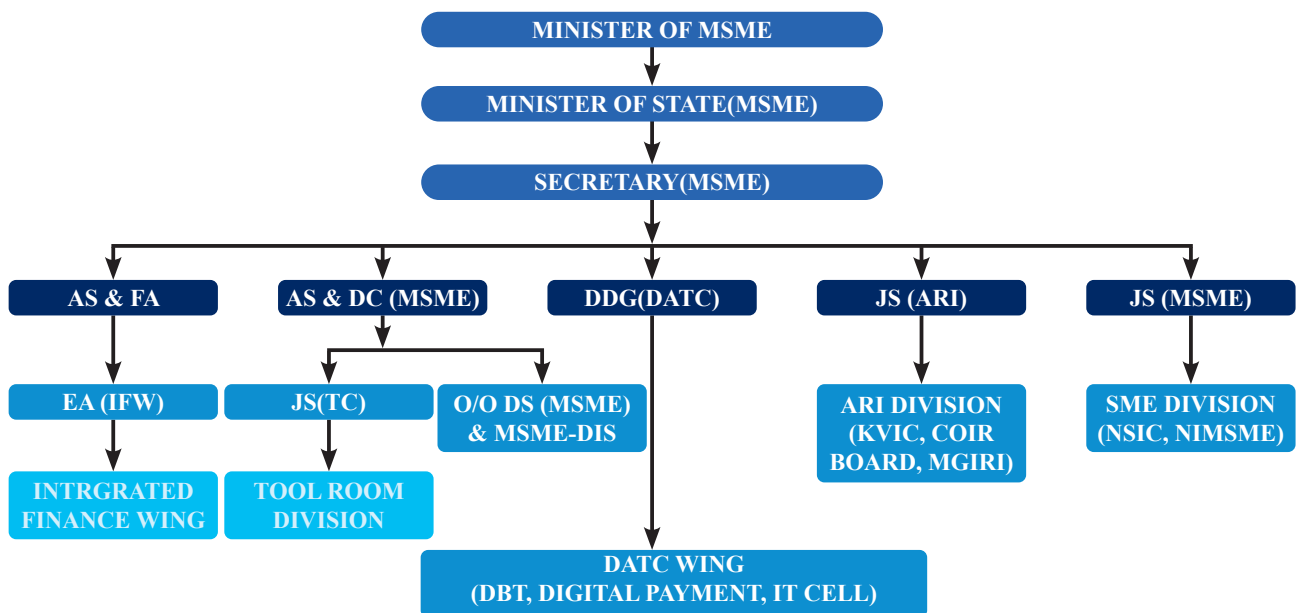 MINISTER OF MSME
MINISTER OF STATE(MSME)
SECRETARY(MSME)
AS & FA
AS & DC (MSME)
DDG(DATC)
JS (ARI)
JS (MSME)
EA (IFW)
JS(TC)
O/O DS (MSME)
& MSME-DIS
ARI DIVISION
(KVIC, COIR
BOARD, MGIRI)
SME DIVISION
(NSIC, NIMSME)
INTRGRATED
FINANCE WING
TOOL ROOM
DIVISION
DATC WING
(DBT, DIGITAL PAYMENT, IT CELL)